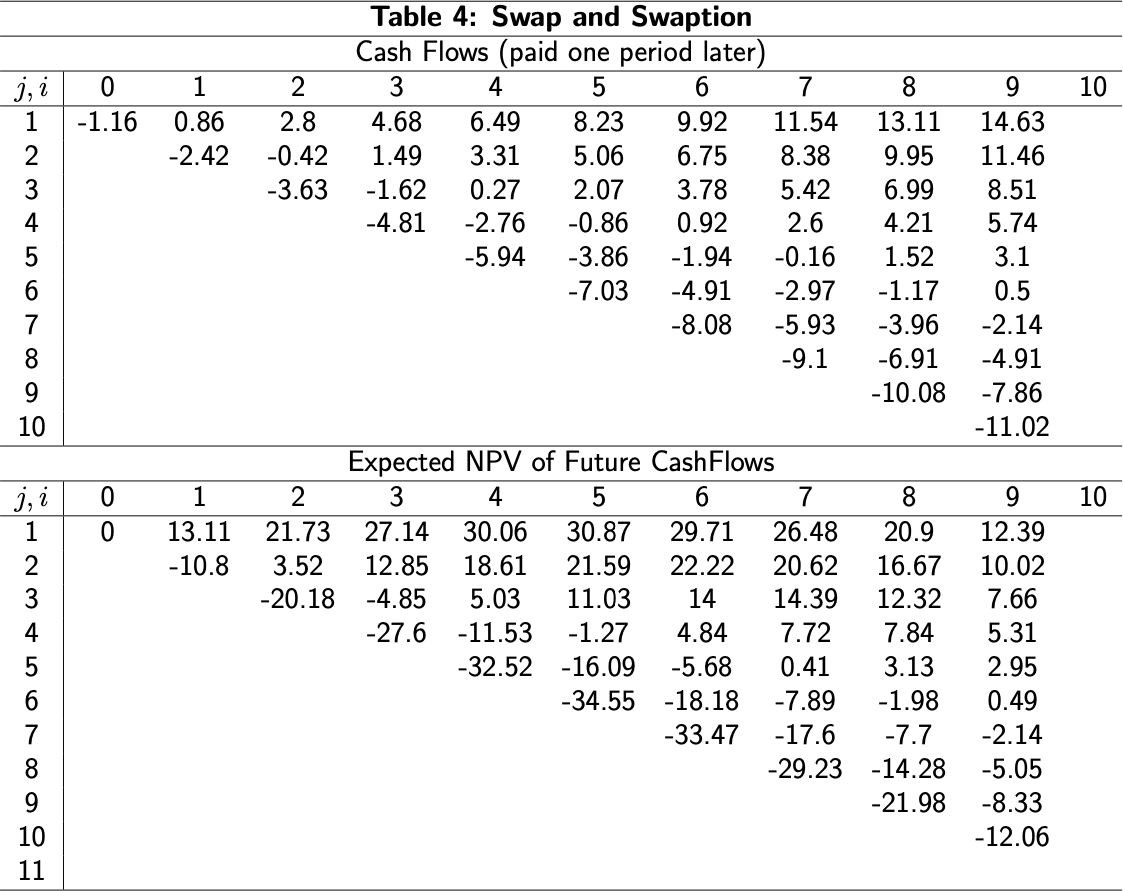 Table 4: Swap and Swaption
Cash Flows (paid one period later)
j, i 0 1 2 3 4 5 6 7 8 9 10
1 -1.16 0.86 2.8 4.68 6.49 8.23 9.92 11.54 13.11 14.63
2 -2.42 -0.42 1.49 3.31 5.06 6.75 8.38 9.95 11.46
3 -3.63 -1.62 0.27 2.07 3.78 5.42 6.99 8.51
4 -4.81 -2.76 -0.86 0.92 2.6 4.21 5.74
5 -5.94 -3.86 -1.94 -0.16 1.52 3.1
6 -7.03 -4.91 -2.97 -1.17 0.5
7 -8.08 -5.93 -3.96 -2.14
8 -9.1 -6.91 -4.91
9 -10.08 -7.86
10 -11.02
Expected NPV of Future CashFlows
j, i 0 1 2 3 4 5 6 7 8 9 10
1 0 13.11 21.73 27.14 30.06 30.87 29.71 26.48 20.9 12.39
2 -10.8 3.52 12.85 18.61 21.59 22.22 20.62 16.67 10.02
3 -20.18 -4.85 5.03 11.03 14 14.39 12.32 7.66
4 -27.6 -11.53 -1.27 4.84 7.72 7.84 5.31
5 -32.52 -16.09 -5.68 0.41 3.13 2.95
6 -34.55 -18.18 -7.89 -1.98 0.49
7 -33.47 -17.6 -7.7 -2.14
8 -29.23 -14.28 -5.05
9 -21.98 -8.33
10 -12.06
11